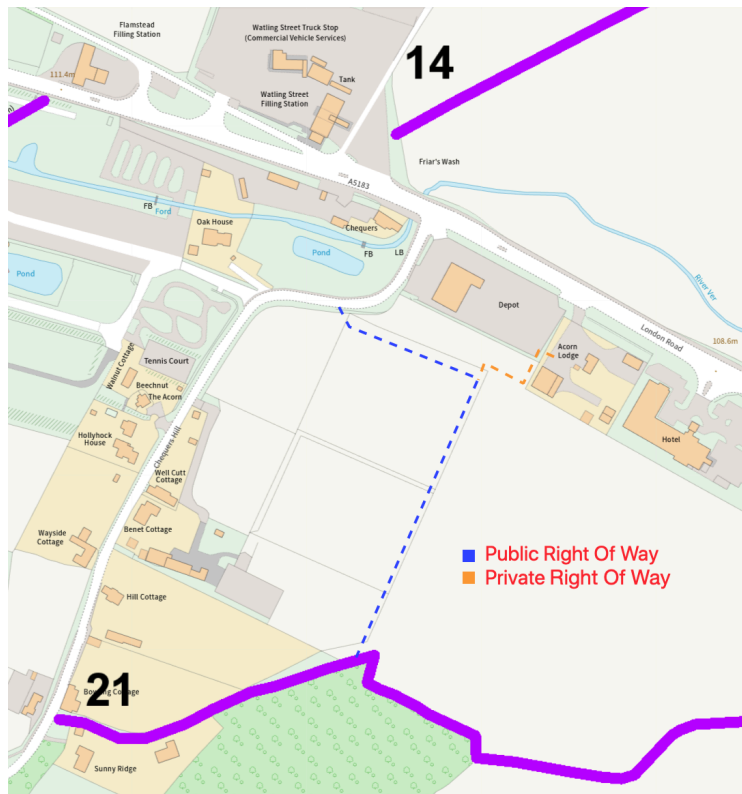 Flamstead
Filling Station
Watling Street Truck Stop
(Commercial Vehicle Services)
14
111.4m
Tank
Watling Street
Filling Station
Friar's Wash
A5183
FB
Ford
Oak House
Chequers
Pond
FB
LB
Pond
River Ver
Depot
London Road
108.6m
Acorn
Lodge
Walnut Cottage
Tennis Court
Beechnut
The Acorn
Hollyhock
House
Chequers Hill
Hotel
Well Cutt
Cottage
Benet Cottage
Wayside
Cottage
Public Right Of Way
Private Right Of Way
Hill Cottage
21
Sunny Ridge